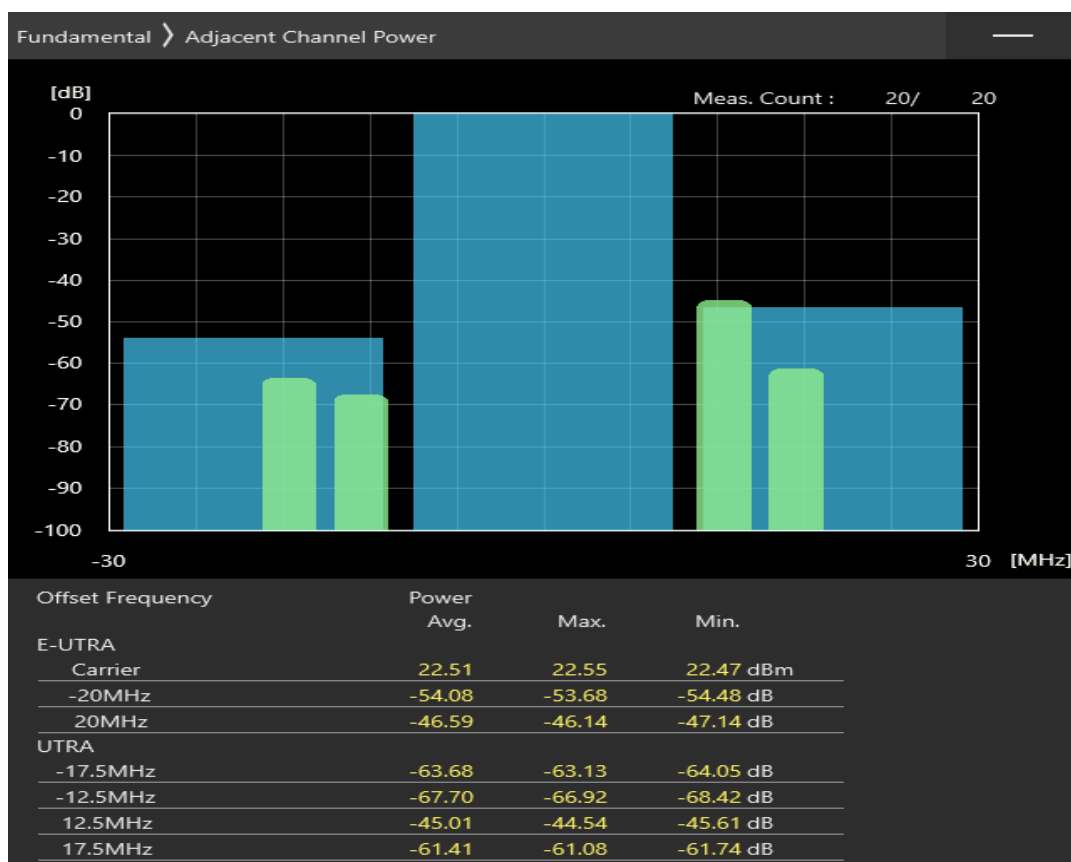 Fundamental ❯ Adjacent Channel Power
[dB]
Meas. Count : 20/ 20
0
-10
-20
-30
-40
-50
-60
-70
-80
-90
-100
-30 30 [MHz]
Offset Frequency Power
Avg. Max. Min.
E-UTRA
Carrier 22.51 22.55 22.47 dBm
-20MHz -54.08 -53.68 -54.48 dB
20MHz -46.59 -46.14 -47.14 dB
UTRA
-17.5MHz -63.68 -63.13 -64.05 dB
-12.5MHz -67.70 -66.92 -68.42 dB
12.5MHz -45.01 -44.54 -45.61 dB
17.5MHz -61.41 -61.08 -61.74 dB